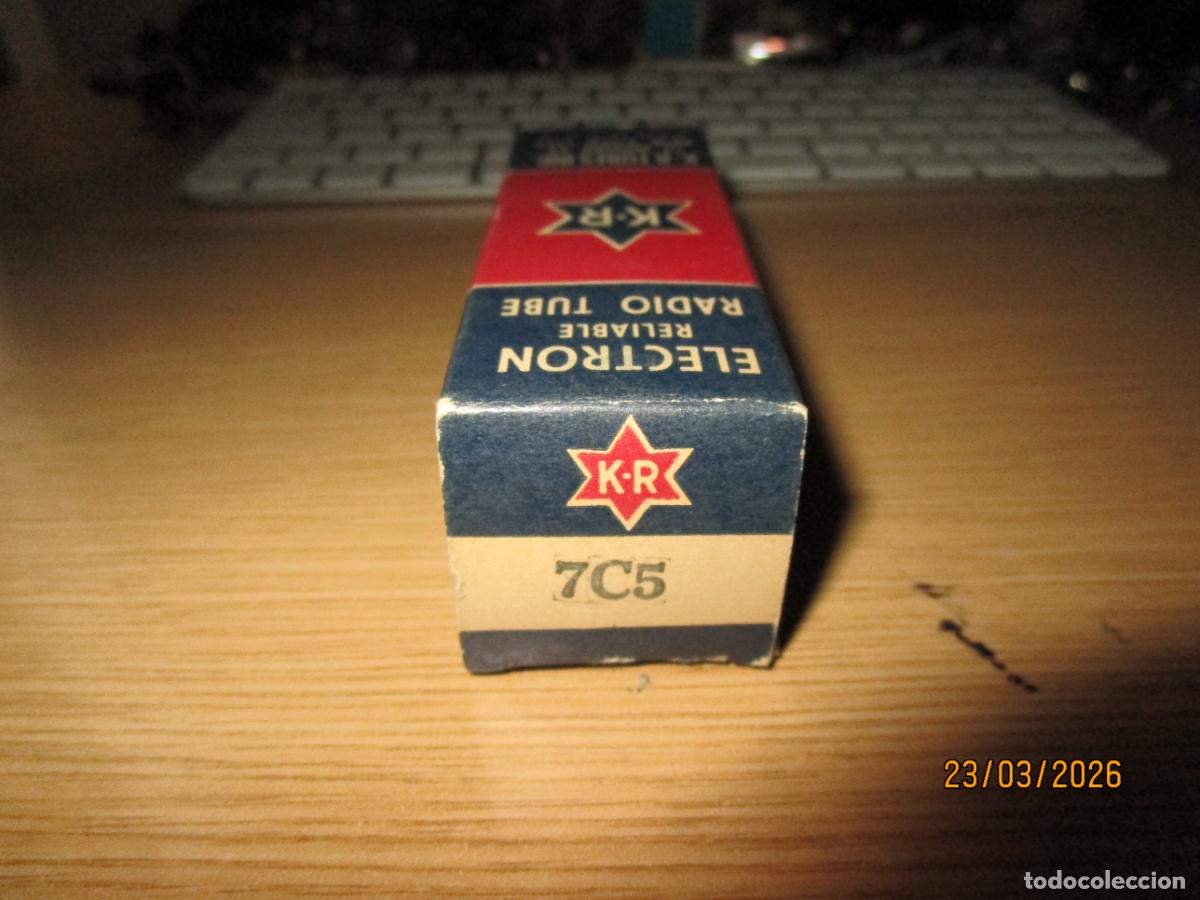 K·R
ELECTRON
RELIABLE
RADIO TUBE
K·R
7C5
23/03/2026
todocoleccion